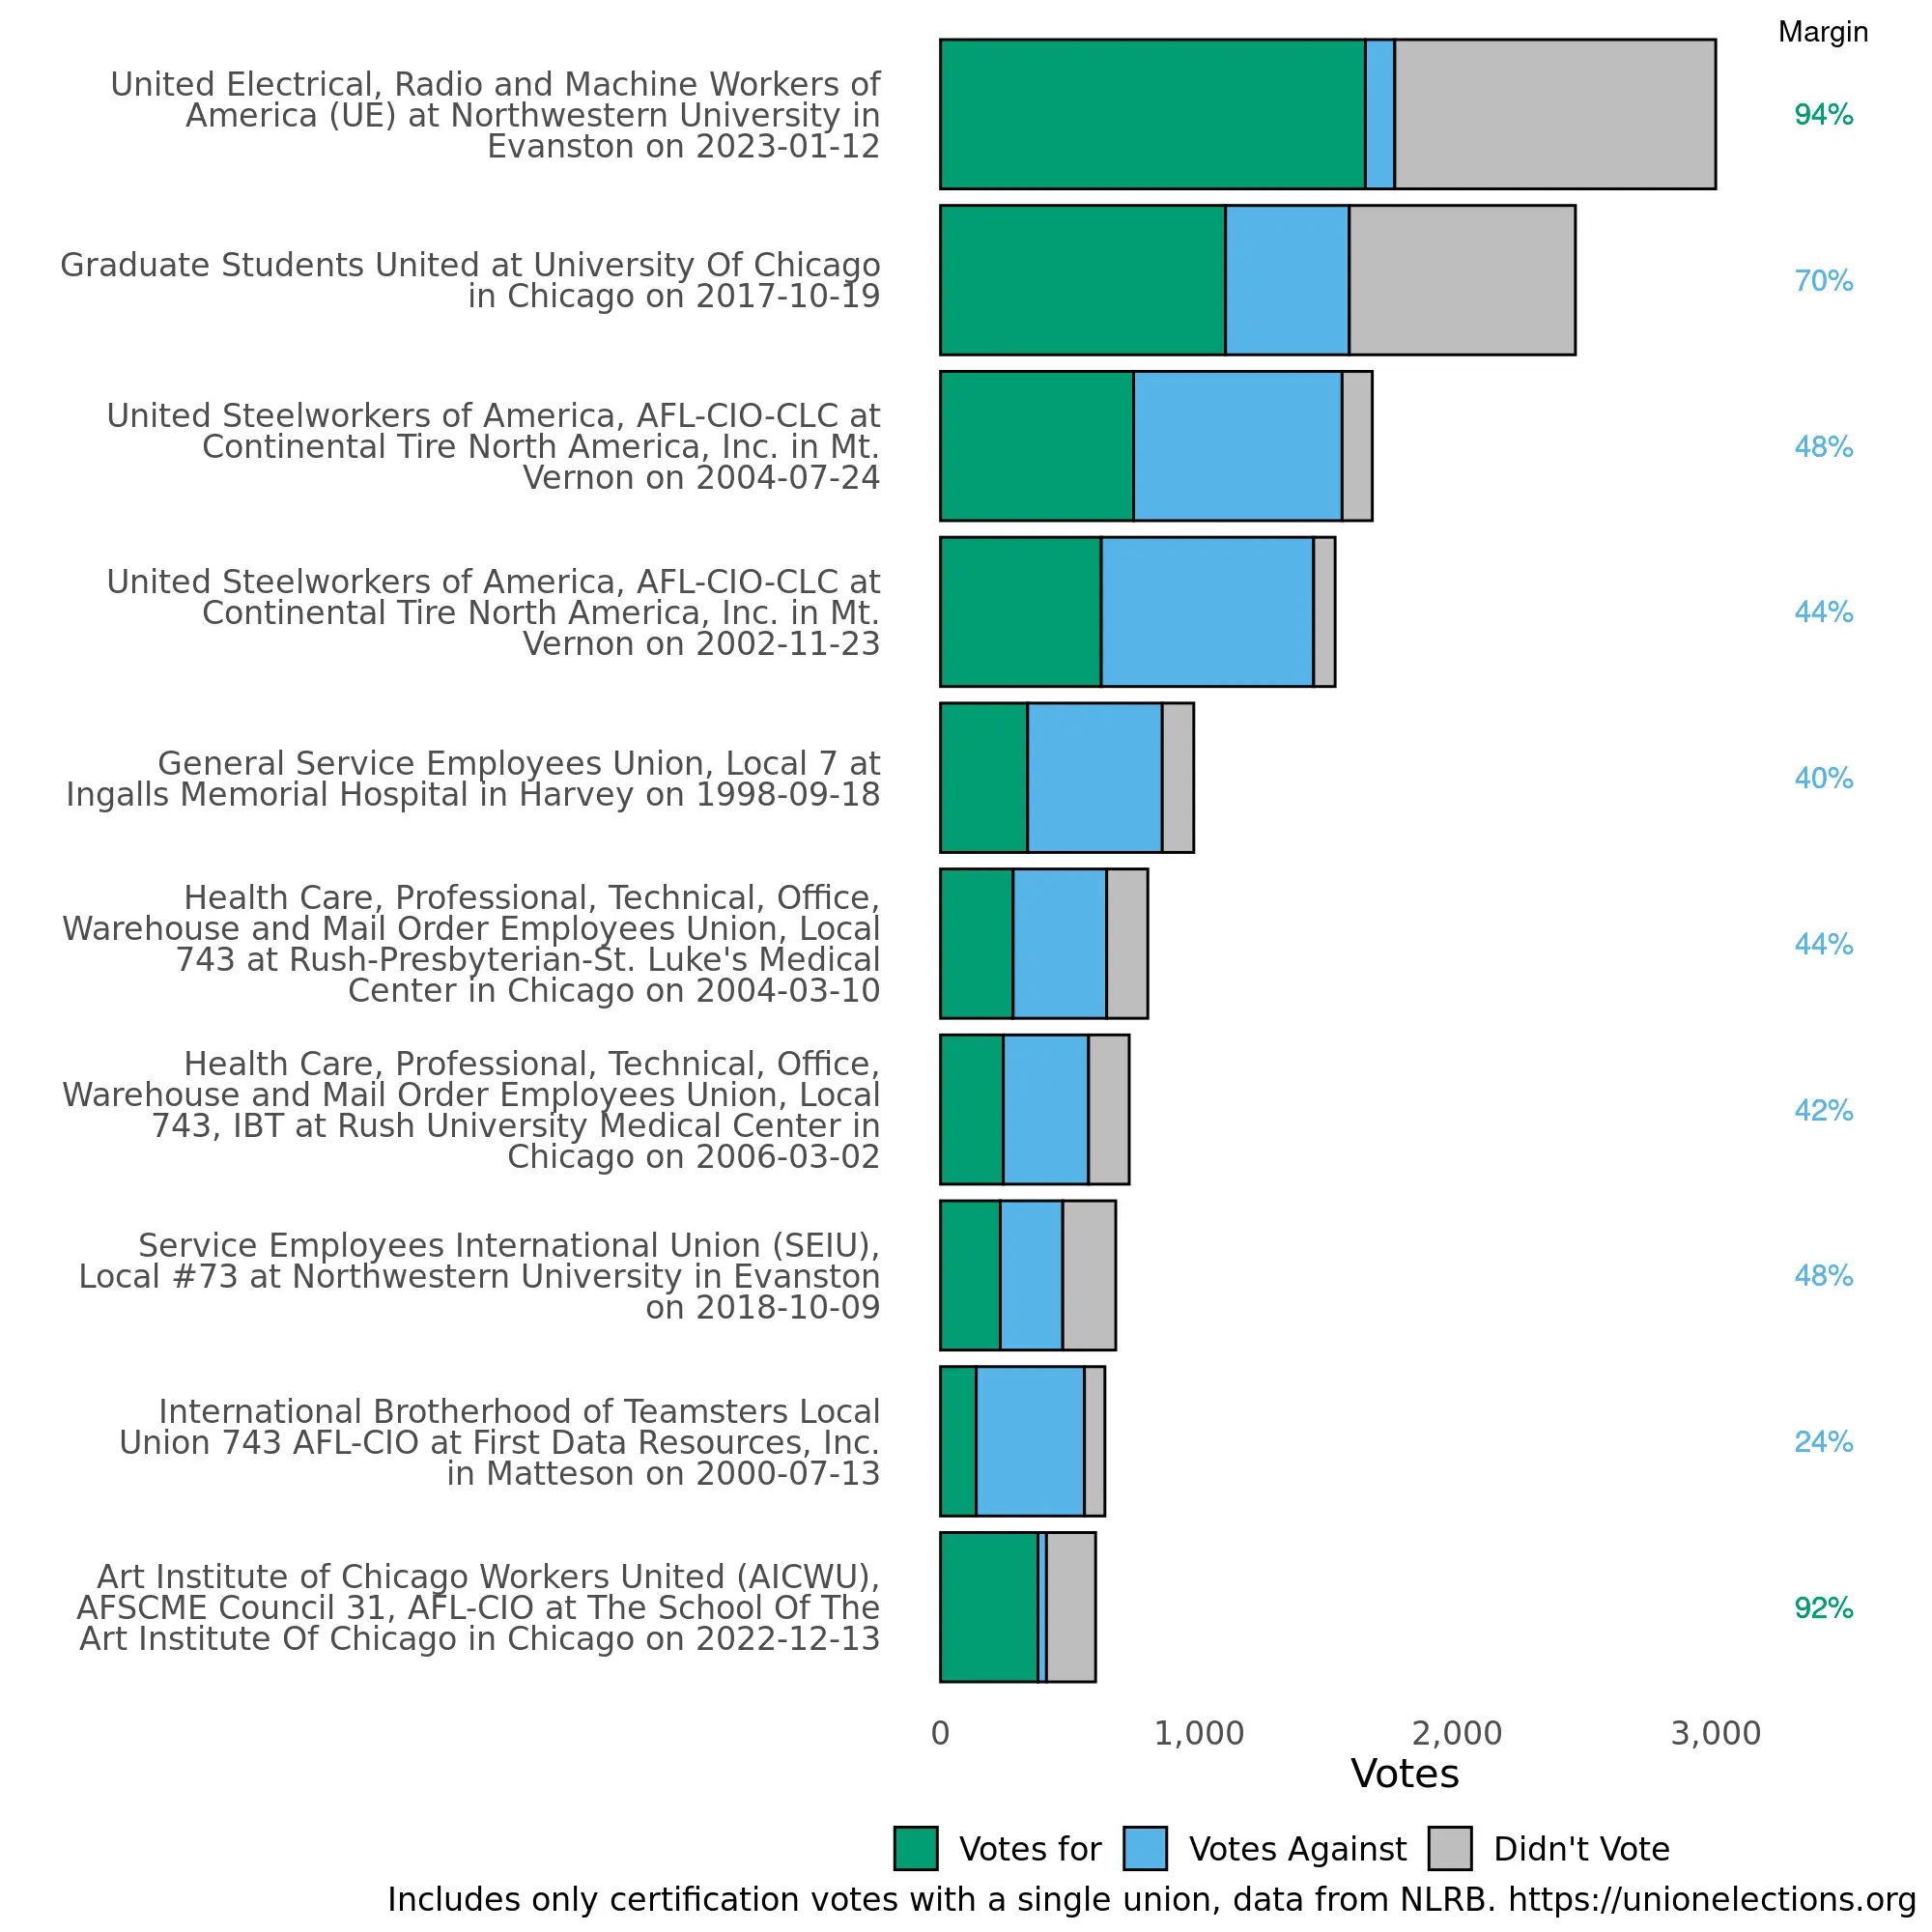 Margin
United Electrical, Radio and Machine Workers of
America (UE) at Northwestern University in
Evanston on 2023-01-12
94%
Graduate Students United at University Of Chicago
in Chicago on 2017-10-19
70%
United Steelworkers of America, AFL-CIO-CLC at
Continental Tire North America, Inc. in Mt.
Vernon on 2004-07-24
48%
United Steelworkers of America, AFL-CIO-CLC at
Continental Tire North America, Inc. in Mt.
Vernon on 2002-11-23
44%
General Service Employees Union, Local 7 at
Ingalls Memorial Hospital in Harvey on 1998-09-18
40%
Health Care, Professional, Technical, Office,
Warehouse and Mail Order Employees Union, Local
743 at Rush-Presbyterian-St. Luke's Medical
Center in Chicago on 2004-03-10
44%
Health Care, Professional, Technical, Office,
Warehouse and Mail Order Employees Union, Local
743, IBT at Rush University Medical Center in
Chicago on 2006-03-02
42%
Service Employees International Union (SEIU),
Local #73 at Northwestern University in Evanston
on 2018-10-09
48%
International Brotherhood of Teamsters Local
Union 743 AFL-CIO at First Data Resources, Inc.
in Matteson on 2000-07-13
24%
Art Institute of Chicago Workers United (AICWU),
AFSCME Council 31, AFL-CIO at The School Of The
Art Institute Of Chicago in Chicago on 2022-12-13
92%
0 1,000 2,000 3,000
Votes
Votes for Votes Against Didn't Vote
Includes only certification votes with a single union, data from NLRB. https://unionelections.org